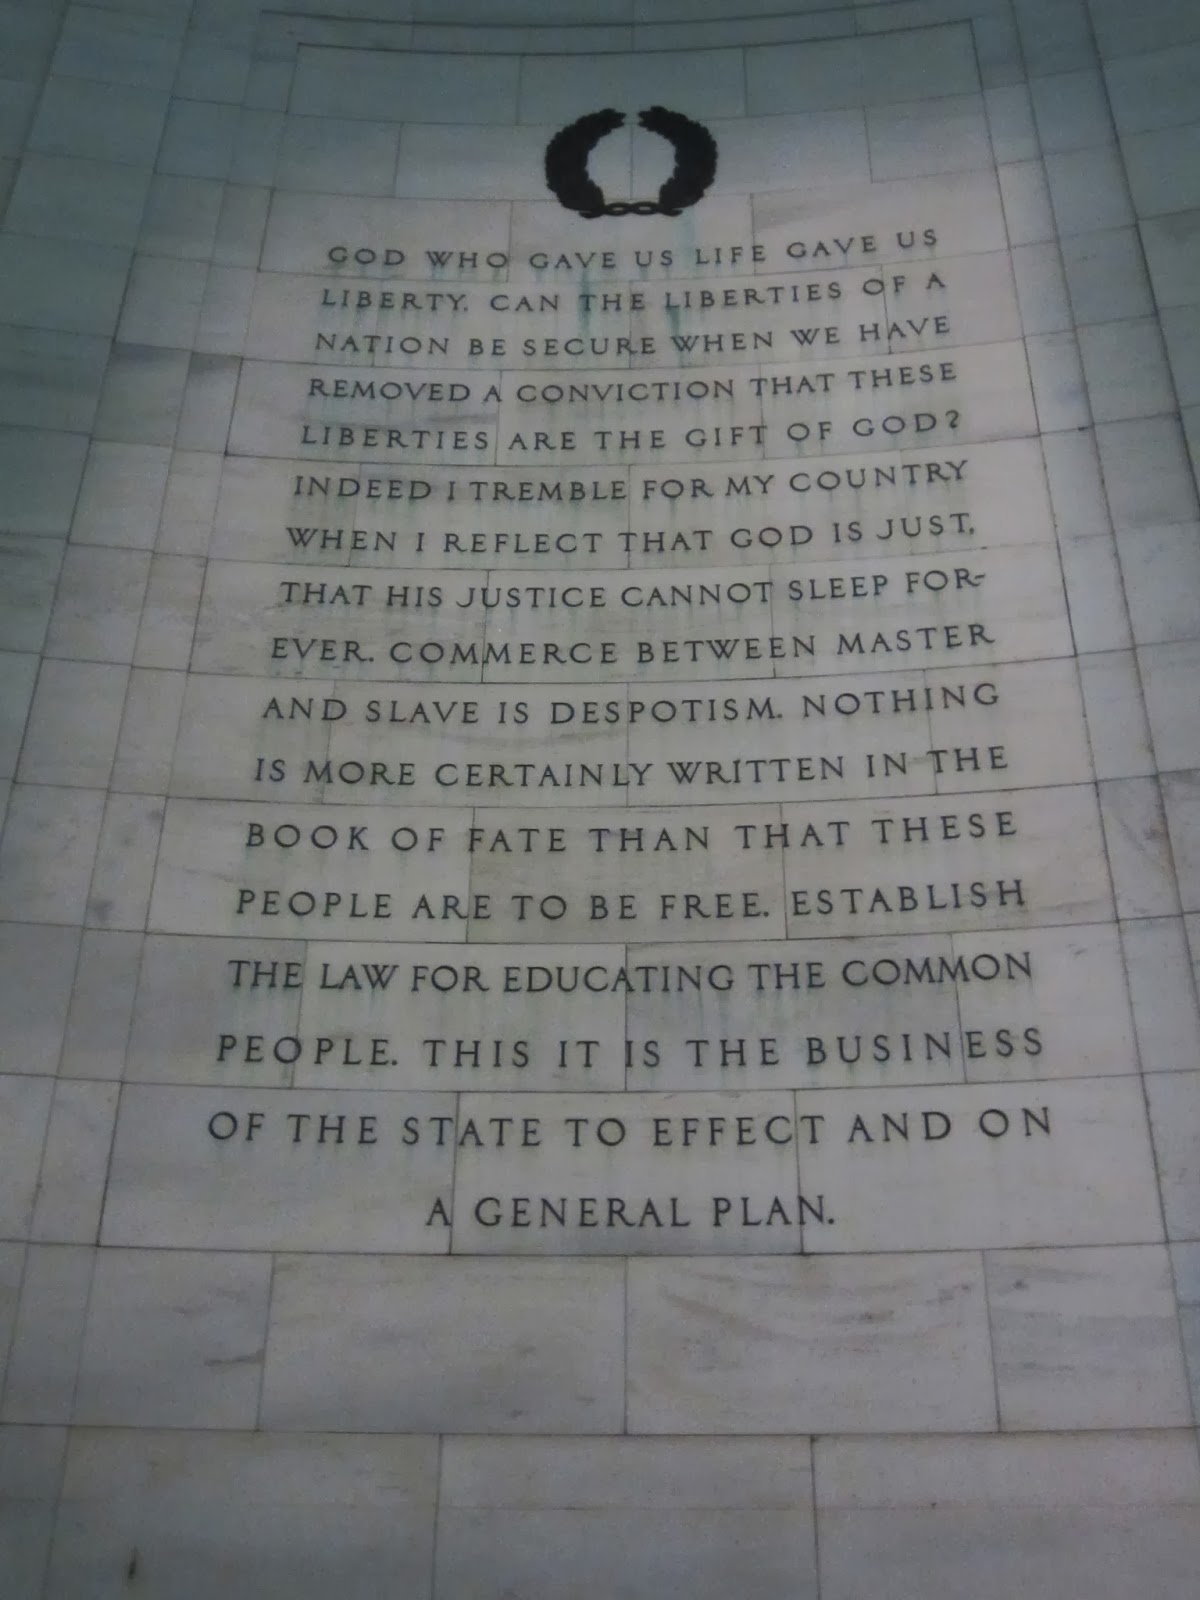 GOD WHO GAVE US LIFE GAVE US
LIBERTY. CAN THE LIBERTIES OF A
NATION BE SECURE WHEN WE HAVE
REMOVED A CONVICTION THAT THESE
LIBERTIES ARE THE GIFT OF GOD?
INDEED I TREMBLE FOR MY COUNTRY
WHEN I REFLECT THAT GOD IS JUST,
THAT HIS JUSTICE CANNOT SLEEP FOR-
EVER. COMMERCE BETWEEN MASTER
AND SLAVE IS DESPOTISM. NOTHING
IS MORE CERTAINLY WRITTEN IN THE
BOOK OF FATE THAN THAT THESE
PEOPLE ARE TO BE FREE. ESTABLISH
THE LAW FOR EDUCATING THE COMMON
PEOPLE. THIS IT IS THE BUSINESS
OF THE STATE TO EFFECT AND ON
A GENERAL PLAN.